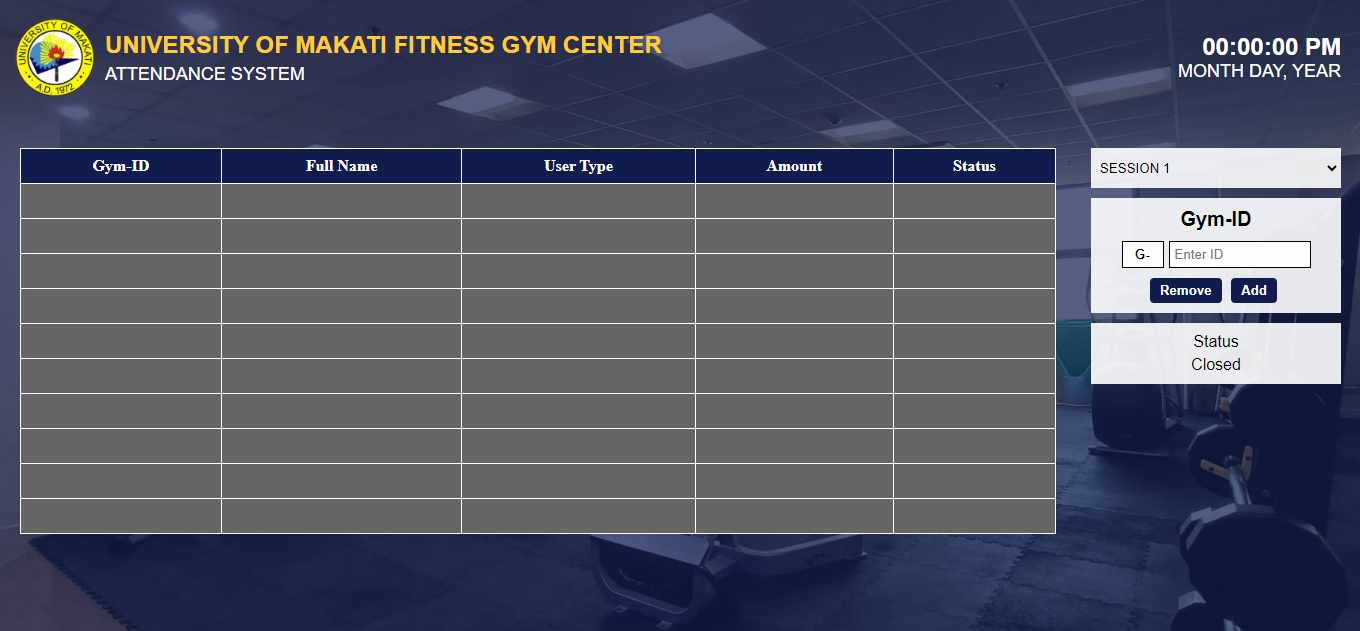 UNIVERSITY OF MAKATI
A.D. 1972
UNIVERSITY OF MAKATI FITNESS GYM CENTER
ATTENDANCE SYSTEM
00:00:00 PM
MONTH DAY, YEAR
Gym-ID Full Name User Type Amount Status
SESSION 1
Gym-ID
G- Enter ID
Remove Add
Status
Closed